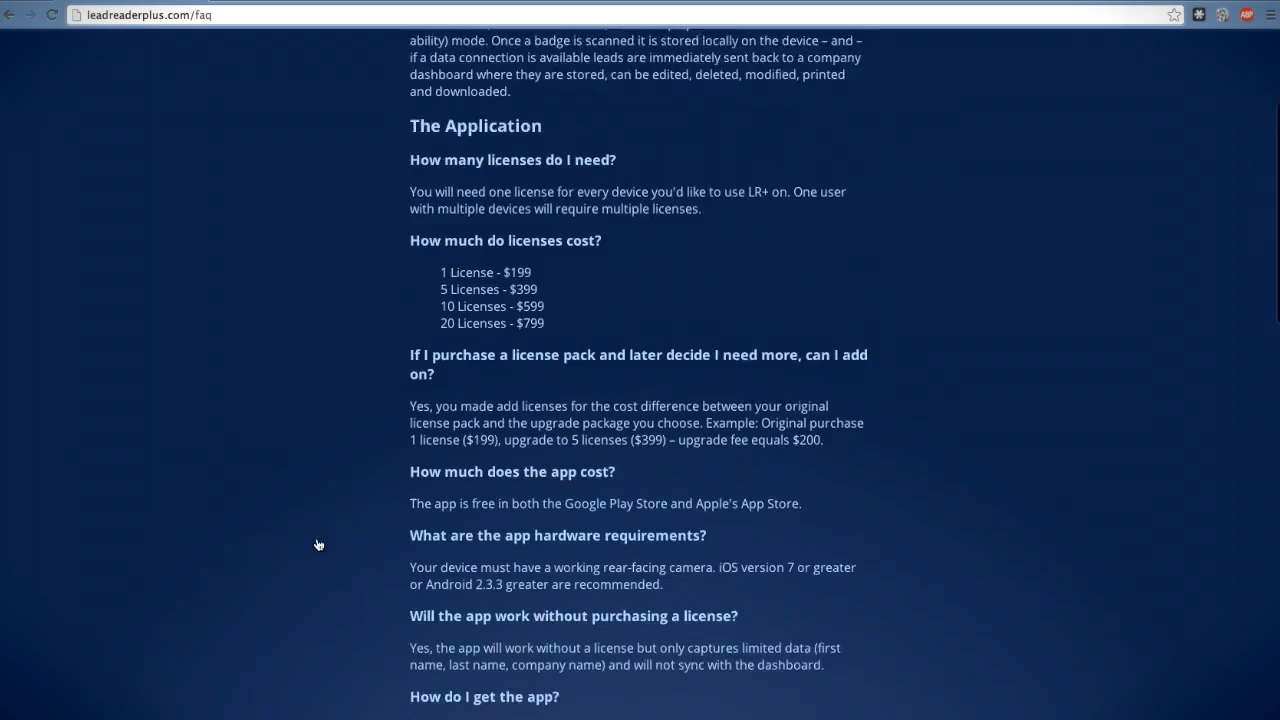 leadreaderplus.com/faq
ABP
ability) mode. Once a badge is scanned it is stored locally on the device – and –
if a data connection is available leads are immediately sent back to a company
dashboard where they are stored, can be edited, deleted, modified, printed
and downloaded.
The Application
How many licenses do I need?
You will need one license for every device you'd like to use LR+ on. One user
with multiple devices will require multiple licenses.
How much do licenses cost?
1 License - $199
5 Licenses - $399
10 Licenses - $599
20 Licenses - $799
If I purchase a license pack and later decide I need more, can I add
on?
Yes, you made add licenses for the cost difference between your original
license pack and the upgrade package you choose. Example: Original purchase
1 license ($199), upgrade to 5 licenses ($399) – upgrade fee equals $200.
How much does the app cost?
The app is free in both the Google Play Store and Apple's App Store.
What are the app hardware requirements?
Your device must have a working rear-facing camera. iOS version 7 or greater
or Android 2.3.3 greater are recommended.
Will the app work without purchasing a license?
Yes, the app will work without a license but only captures limited data (first
name, last name, company name) and will not sync with the dashboard.
How do I get the app?